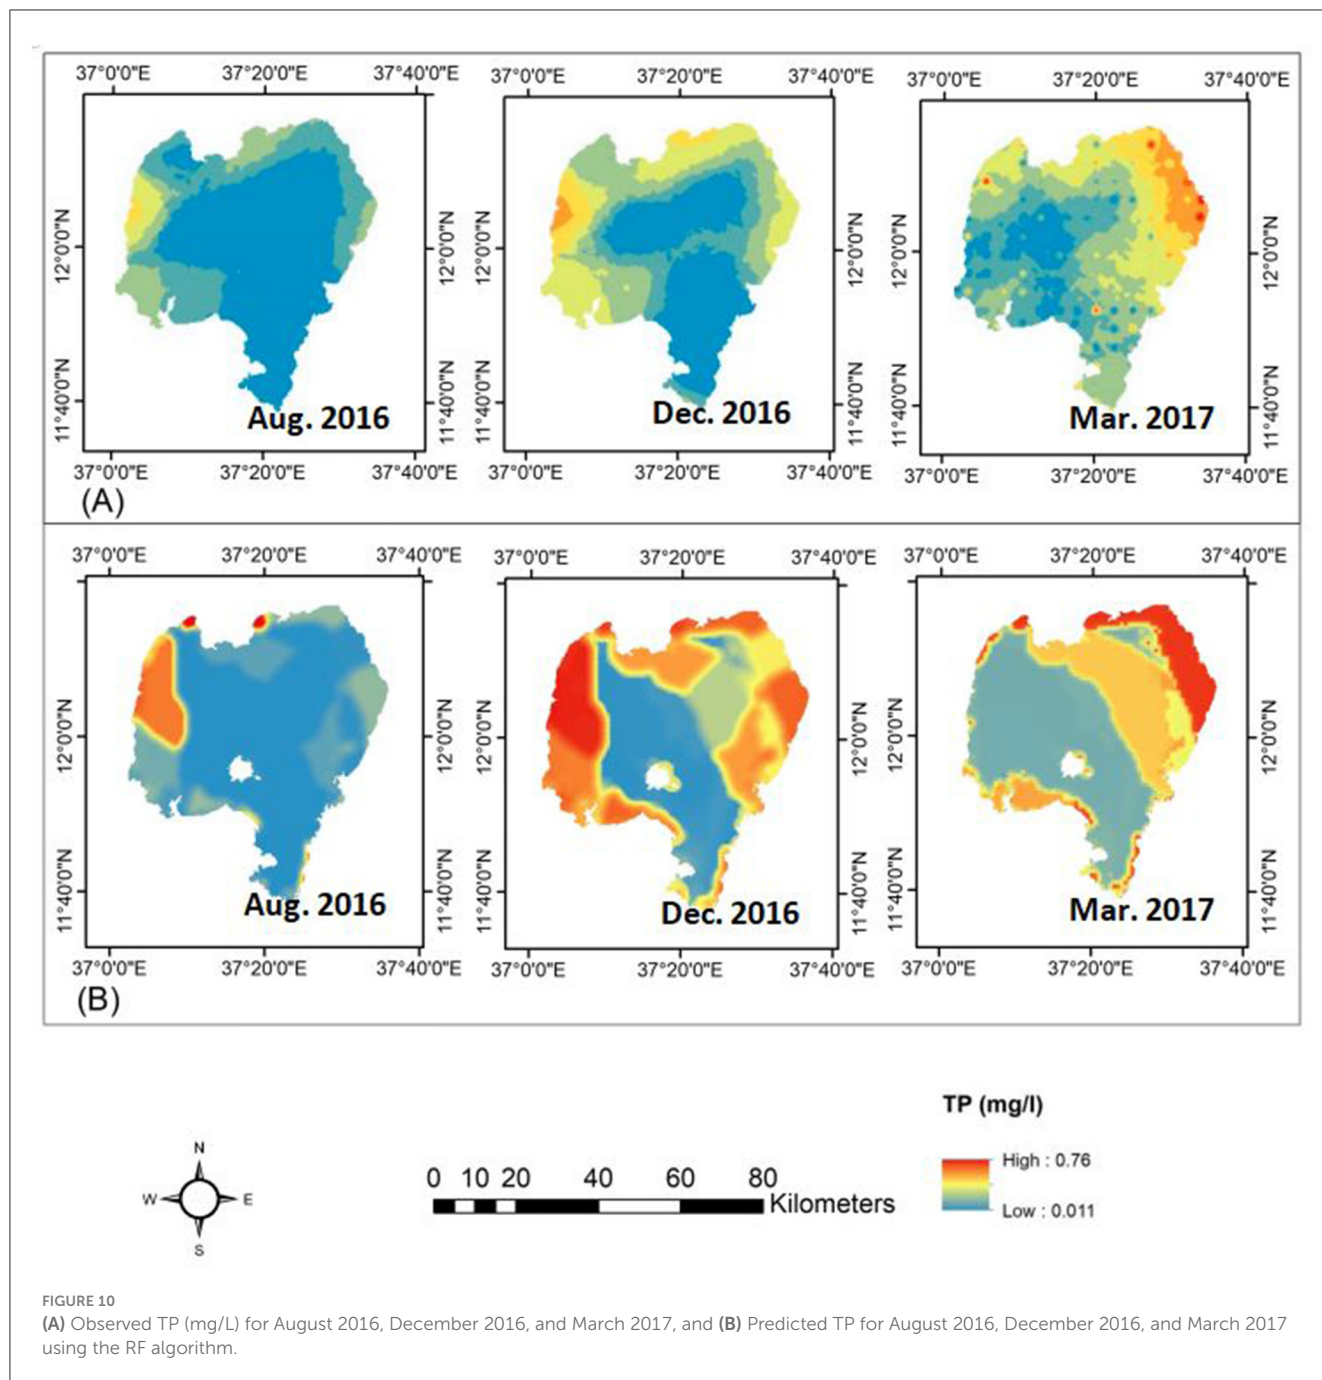 37°0'0"E 37°20'0"E 37°40'0"E 37°0'0"E 37°20'0"E 37°40'0"E 37°0'0"E 37°20'0"E 37°40'0"E
12°0'0"N 12°0'0"N 12°0'0"N 12°0'0"N 12°0'0"N 12°0'0"N
11°40'0"N 11°40'0"N 11°40'0"N 11°40'0"N 11°40'0"N 11°40'0"N
Aug. 2016 Dec. 2016 Mar. 2017
37°0'0"E 37°20'0"E 37°40'0"E 37°0'0"E 37°20'0"E 37°40'0"E 37°0'0"E 37°20'0"E 37°40'0"E
(A)
37°0'0"E 37°20'0"E 37°40'0"E 37°0'0"E 37°20'0"E 37°40'0"E 37°0'0"E 37°20'0"E 37°40'0"E
12°0'0"N 12°0'0"N 12°0'0"N 12°0'0"N 12°0'0"N 12°0'0"N
11°40'0"N 11°40'0"N 11°40'0"N 11°40'0"N 11°40'0"N 11°40'0"N
Aug. 2016 Dec. 2016 Mar. 2017
37°0'0"E 37°20'0"E 37°40'0"E 37°0'0"E 37°20'0"E 37°40'0"E 37°0'0"E 37°20'0"E 37°40'0"E
(B)
TP (mg/l)
High : 0.76
Low : 0.011
N
W E
S
0 10 20 40 60 80
Kilometers
FIGURE 10
(A) Observed TP (mg/L) for August 2016, December 2016, and March 2017, and (B) Predicted TP for August 2016, December 2016, and March 2017
using the RF algorithm.